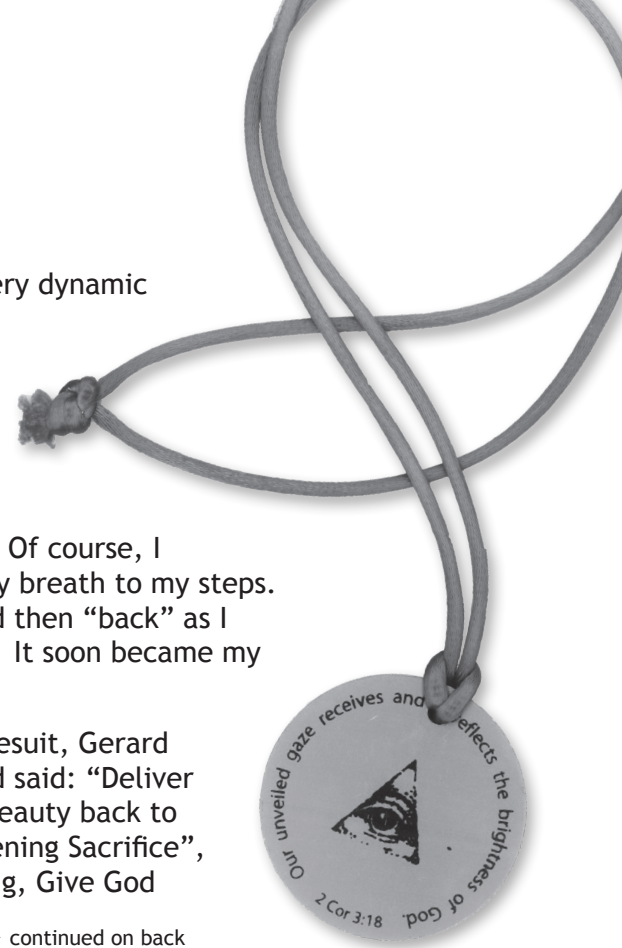 ery dynamic
Of course, I
y breath to my steps.
d then “back” as I
It soon became my
esuit, Gerard
d said: “Deliver
eauty back to
ening Sacrifice”,
g, Give God
continued on back
Our unveiled gaze receives and eflects the brightness of God.
2 Cor 3:18